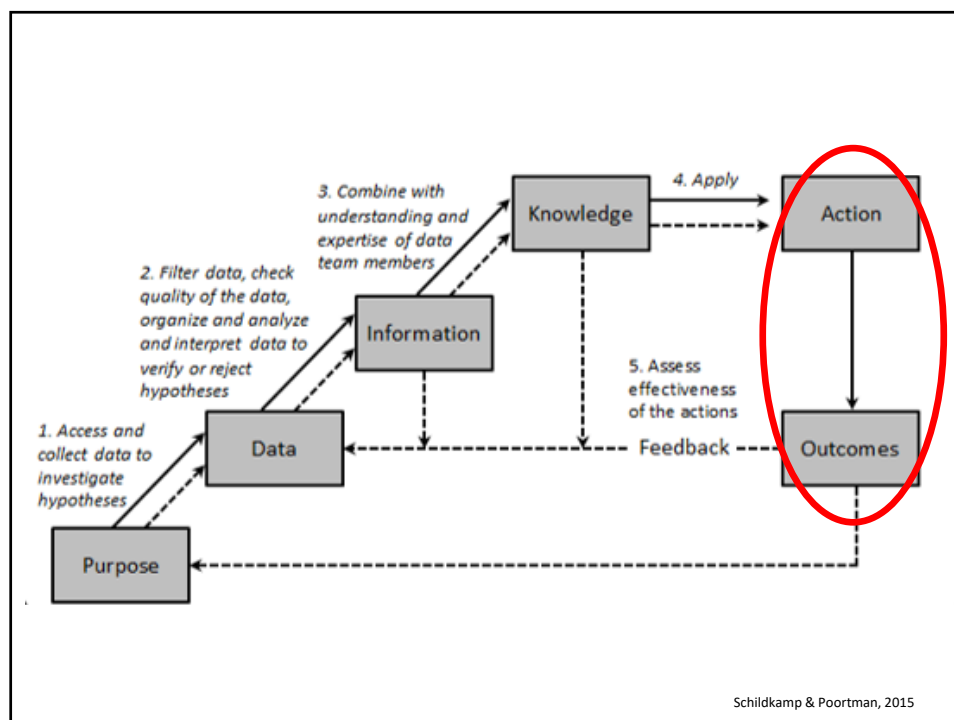 3. Combine with
understanding and
expertise of data
team members
Knowledge
4. Apply
Action
2. Filter data, check
quality of the data,
organize and analyze
and interpret data to
verify or reject
hypotheses
Information
5. Assess
effectiveness
of the actions
1. Access and
collect data to
investigate
hypotheses
Data
Feedback
Outcomes
Purpose
Schildkamp & Poortman, 2015